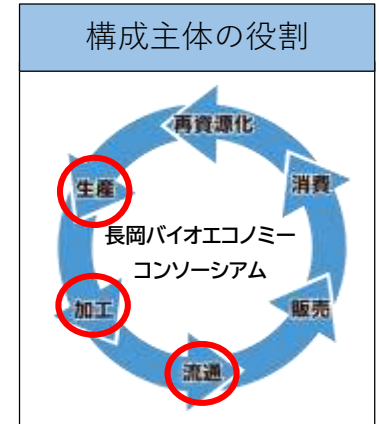 構成主体の役割
再資源化
生産
消費
長岡バイオエコノミー
コンソーシアム
加工
販売
流通